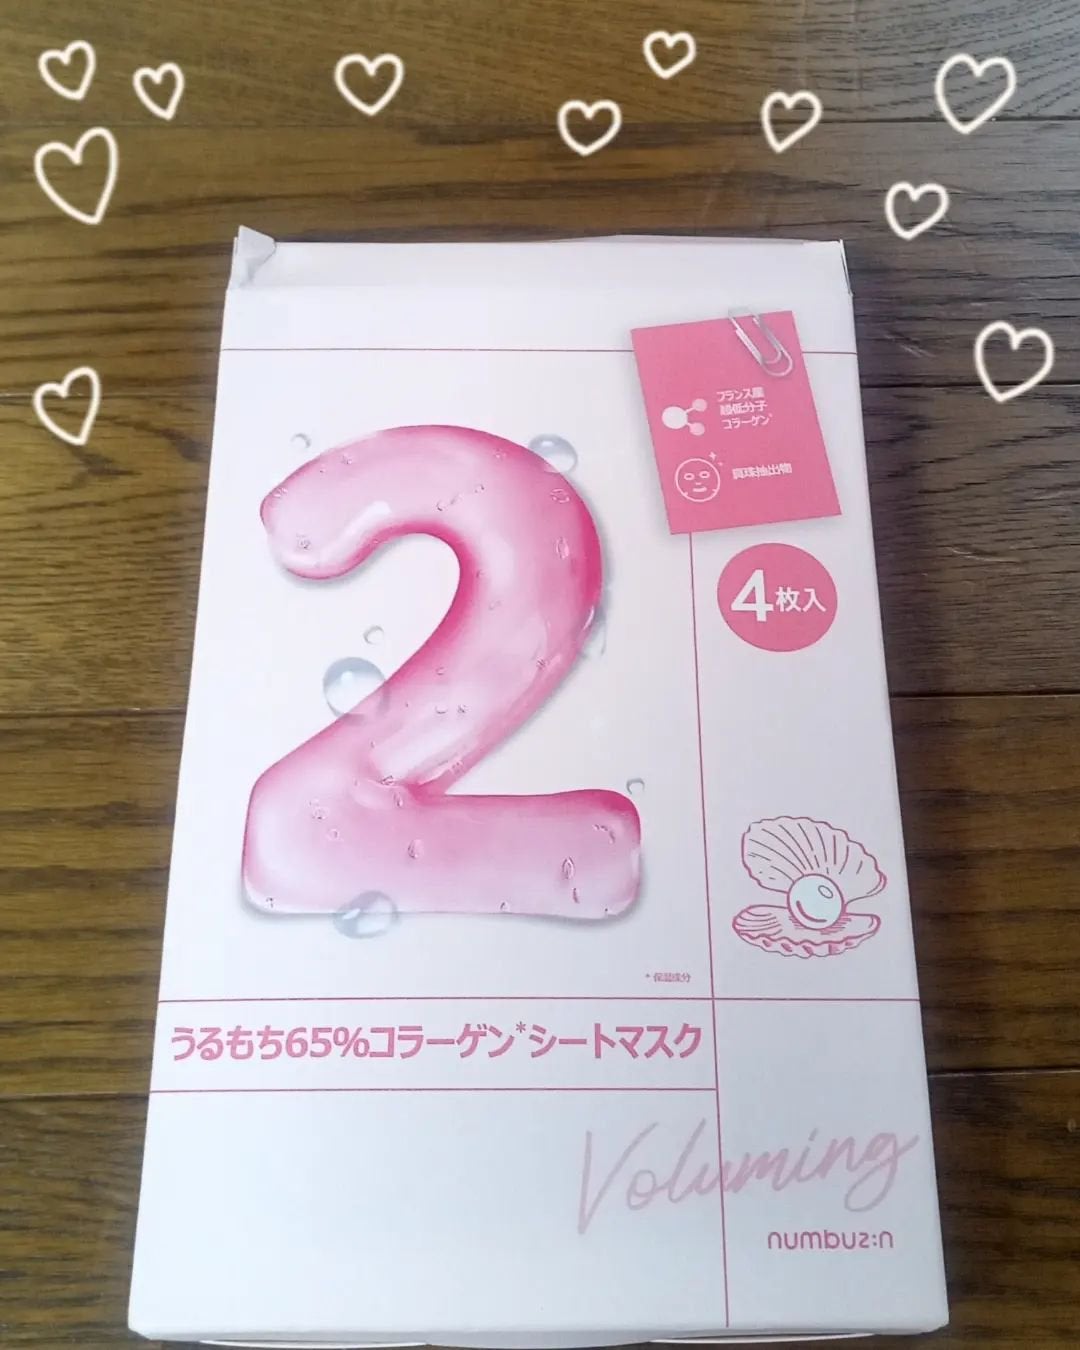 フランス産
超低分子
コラーゲン*
真珠抽出物
4枚入
2
* 保湿成分
うるもち65%コラーゲン*シートマスク
Voluming
numbuz:n